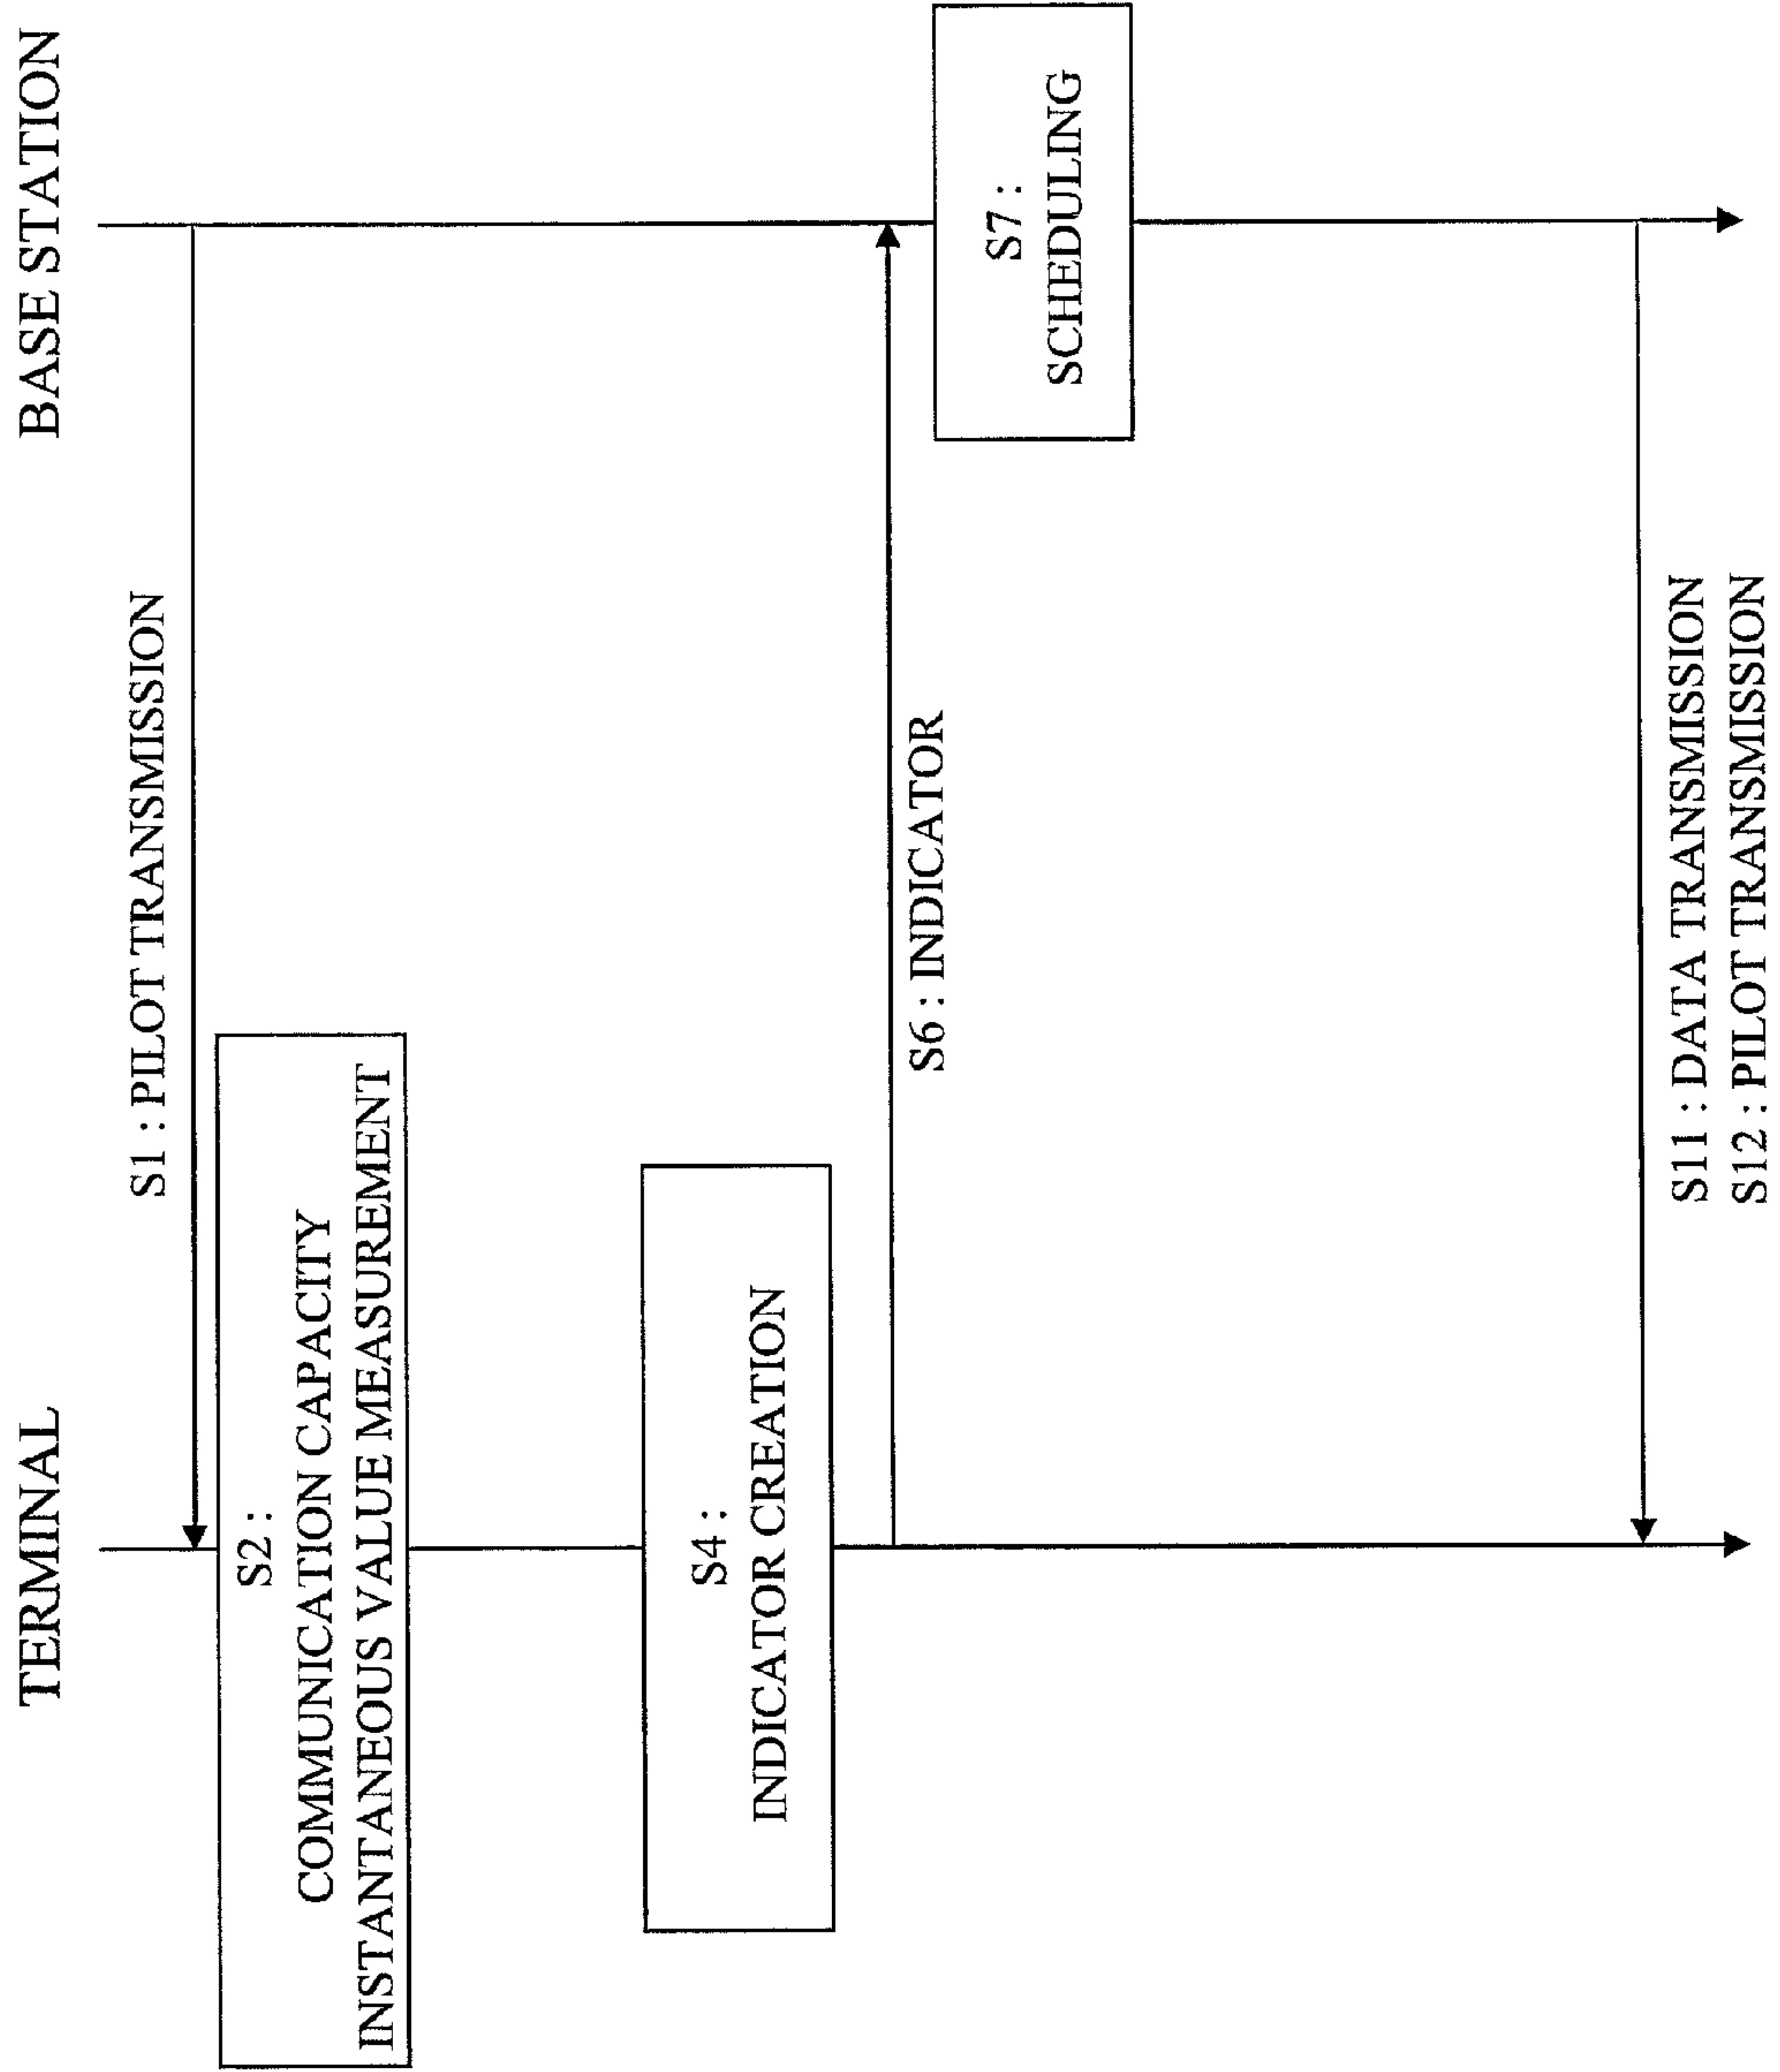 TERMINAL
BASE STATION
S1 : PILOT TRANSMISSION
S2 :
COMMUNICATION CAPACITY
INSTANTANEOUS VALUE MEASUREMENT
S4 :
INDICATOR CREATION
S6 : INDICATOR
S7 :
SCHEDULING
S11 : DATA TRANSMISSION
S12 : PILOT TRANSMISSION